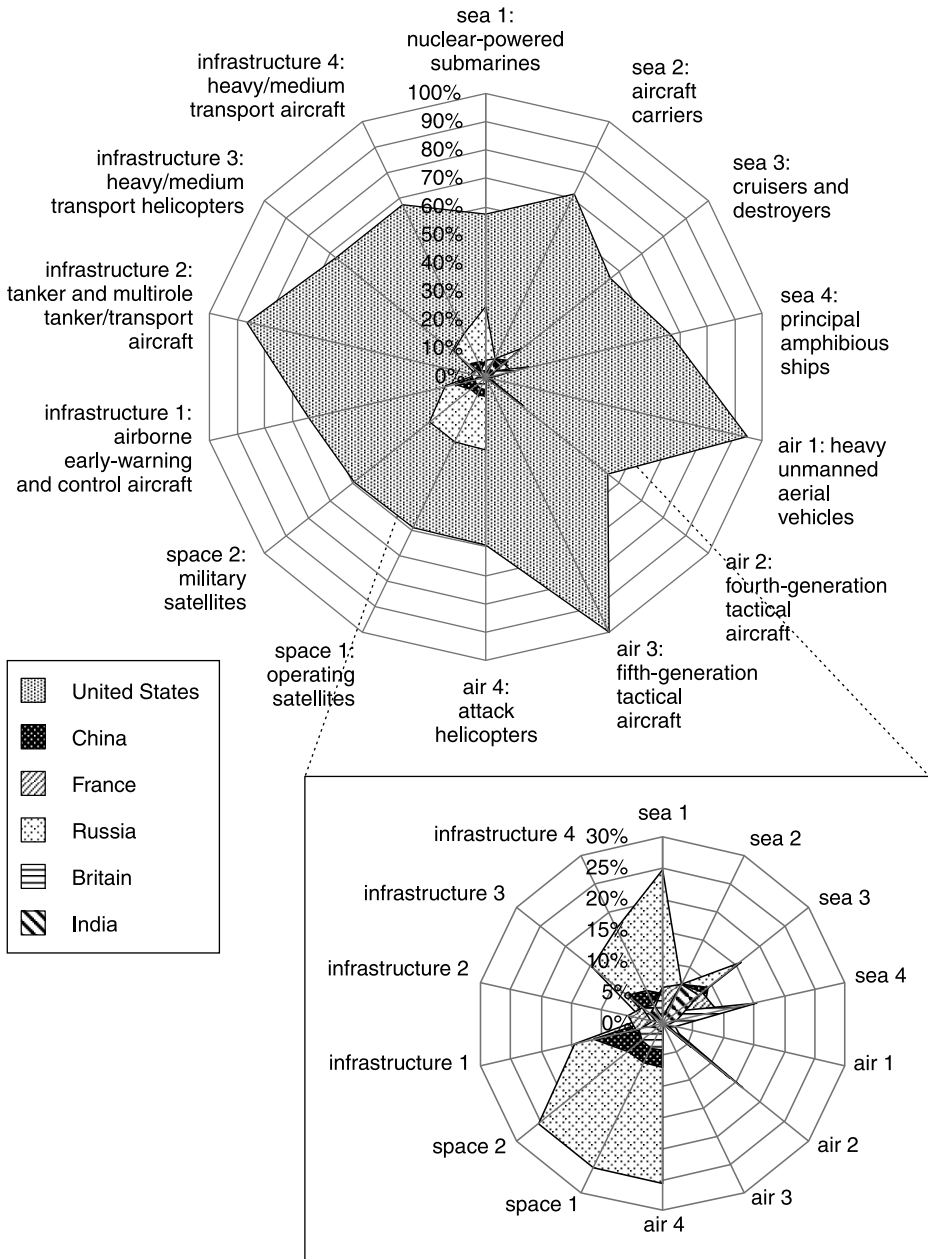 sea 1:
nuclear-powered
submarines
sea 2:
aircraft
carriers
sea 3:
cruisers and
destroyers
sea 4:
principal
amphibious
ships
air 1: heavy
unmanned
aerial
vehicles
air 2:
fourth-generation
tactical
aircraft
air 3:
fifth-generation
tactical
aircraft
air 4:
attack
helicopters
space 1:
operating
satellites
space 2:
military
satellites
infrastructure 1:
airborne
early-warning
and control aircraft
infrastructure 2:
tanker and multirole
tanker/transport
aircraft
infrastructure 3:
heavy/medium
transport helicopters
infrastructure 4:
heavy/medium
transport aircraft
100%
90%
80%
70%
60%
50%
40%
30%
20%
10%
0%
United States
China
France
Russia
Britain
India
sea 1
sea 2
sea 3
sea 4
air 1
air 2
air 3
air 4
space 1
space 2
infrastructure 1
infrastructure 2
infrastructure 3
infrastructure 4
30%
25%
20%
15%
10%
5%
0%